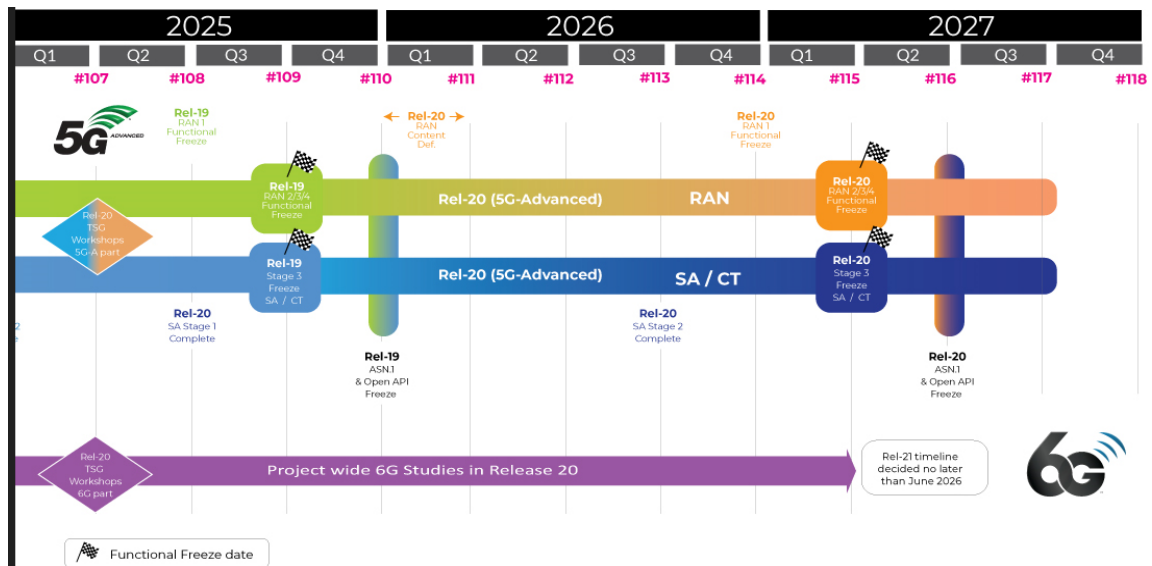 2025
2026
2027
Q1
Q2
Q3
Q4
Q1
Q2
Q3
Q4
Q1
Q2
Q3
Q4
#107
#108
#109
#110
#111
#112
#113
#114
#115
#116
#117
#118
5G ADVANCED
Rel-19
RAN 1
Functional
Freeze
Rel-20
RAN
Content
Def.
Rel-20
RAN 1
Functional
Freeze
Rel-19
RAN 2/3/4
Functional
Freeze
Rel-20 (5G-Advanced)
RAN
Rel-20
RAN 2/3/4
Functional
Freeze
Rel-20
TSG
Workshops
5G-A part
Rel-19
Stage 3
Freeze
SA / CT
Rel-20 (5G-Advanced)
SA / CT
Rel-20
Stage 3
Freeze
SA / CT
2
e
Rel-20
SA Stage 1
Complete
Rel-20
SA Stage 2
Complete
Rel-19
ASN.1
& Open API
Freeze
Rel-20
ASN.1
& Open API
Freeze
Rel-20
TSG
Workshops
6G part
Project wide 6G Studies in Release 20
Rel-21 timeline
decided no later
than June 2026
6G
Functional Freeze date